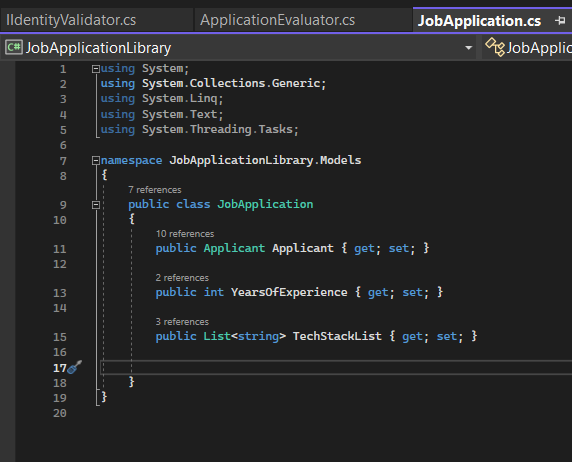 IIdentityValidator.cs ApplicationEvaluator.cs JobApplication.cs
C# JobApplicationLibrary JobApplic
1 using System;
2 using System.Collections.Generic;
3 using System.Linq;
4 using System.Text;
5 using System.Threading.Tasks;
6
7 namespace JobApplicationLibrary.Models
8 {
7 references
9 public class JobApplication
10 {
10 references
11 public Applicant Applicant { get; set; }
12
2 references
13 public int YearsOfExperience { get; set; }
14
3 references
15 public List<string> TechStackList { get; set; }
16
17
18 }
19 }
20